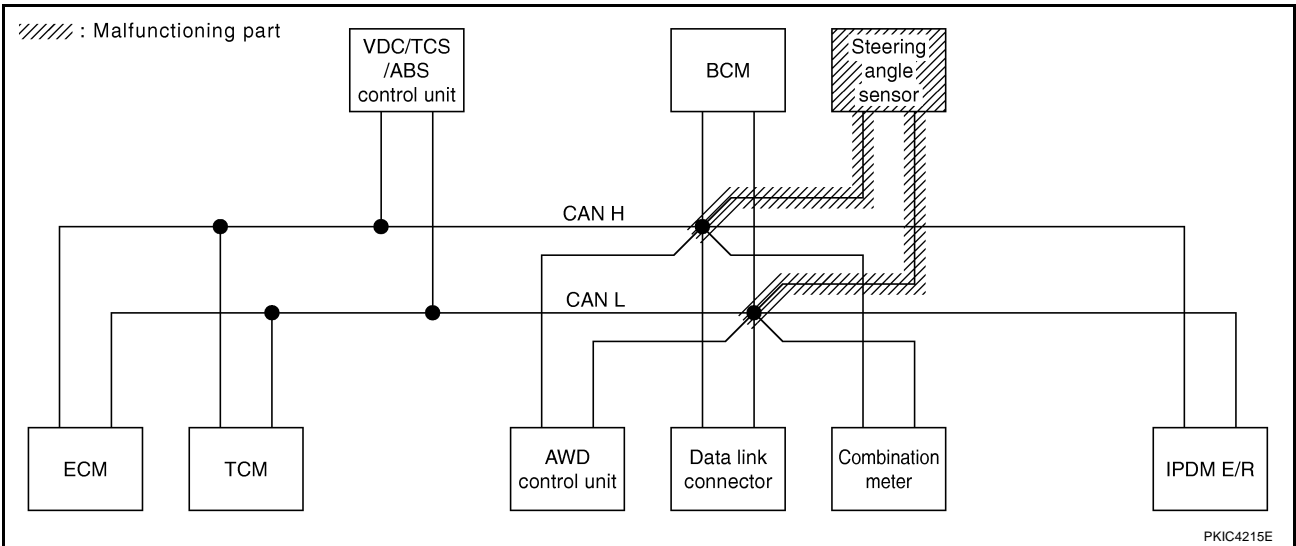 : Malfunctioning part
VDC/TCS
/ABS
control unit
BCM
Steering
angle
sensor
CAN H
CAN L
ECM
TCM
AWD
control unit
Data link
connector
Combination
meter
IPDM E/R
PKIC4215E